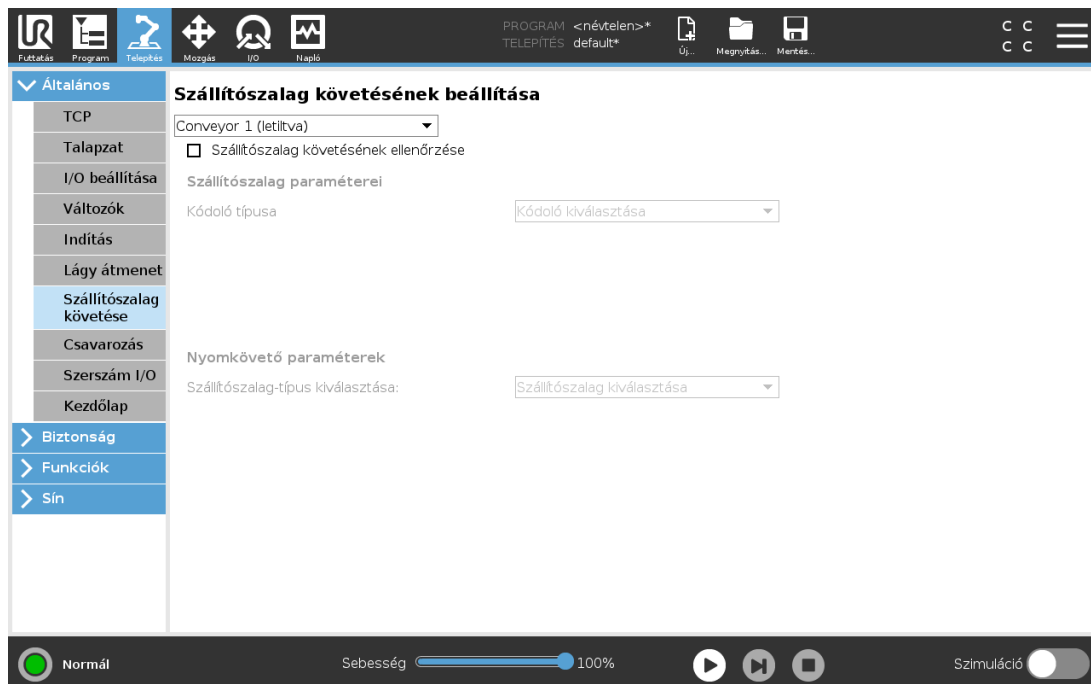 Futtatás
Program
Telepítés
Mozgás
I/O
Napló
PROGRAM <névtelen>*
TELEPÍTÉS default*
Új...
Megnyitás...
Mentés...
C C
C C
Általános
TCP
Talapzat
I/O beállítása
Változók
Indítás
Lágy átmenet
Szállítószalag
követése
Csavarozás
Szerszám I/O
Kezdőlap
Biztonság
Funkciók
Sín
Szállítószalag követésének beállítása
Conveyor 1 (letiltva)
Szállítószalag követésének ellenőrzése
Szállítószalag paraméterei
Kódoló típusa
Kódoló kiválasztása
Nyomkövető paraméterek
Szállítószalag-típus kiválasztása:
Szállítószalag kiválasztása
Normál
Sebesség
100%
Szimuláció